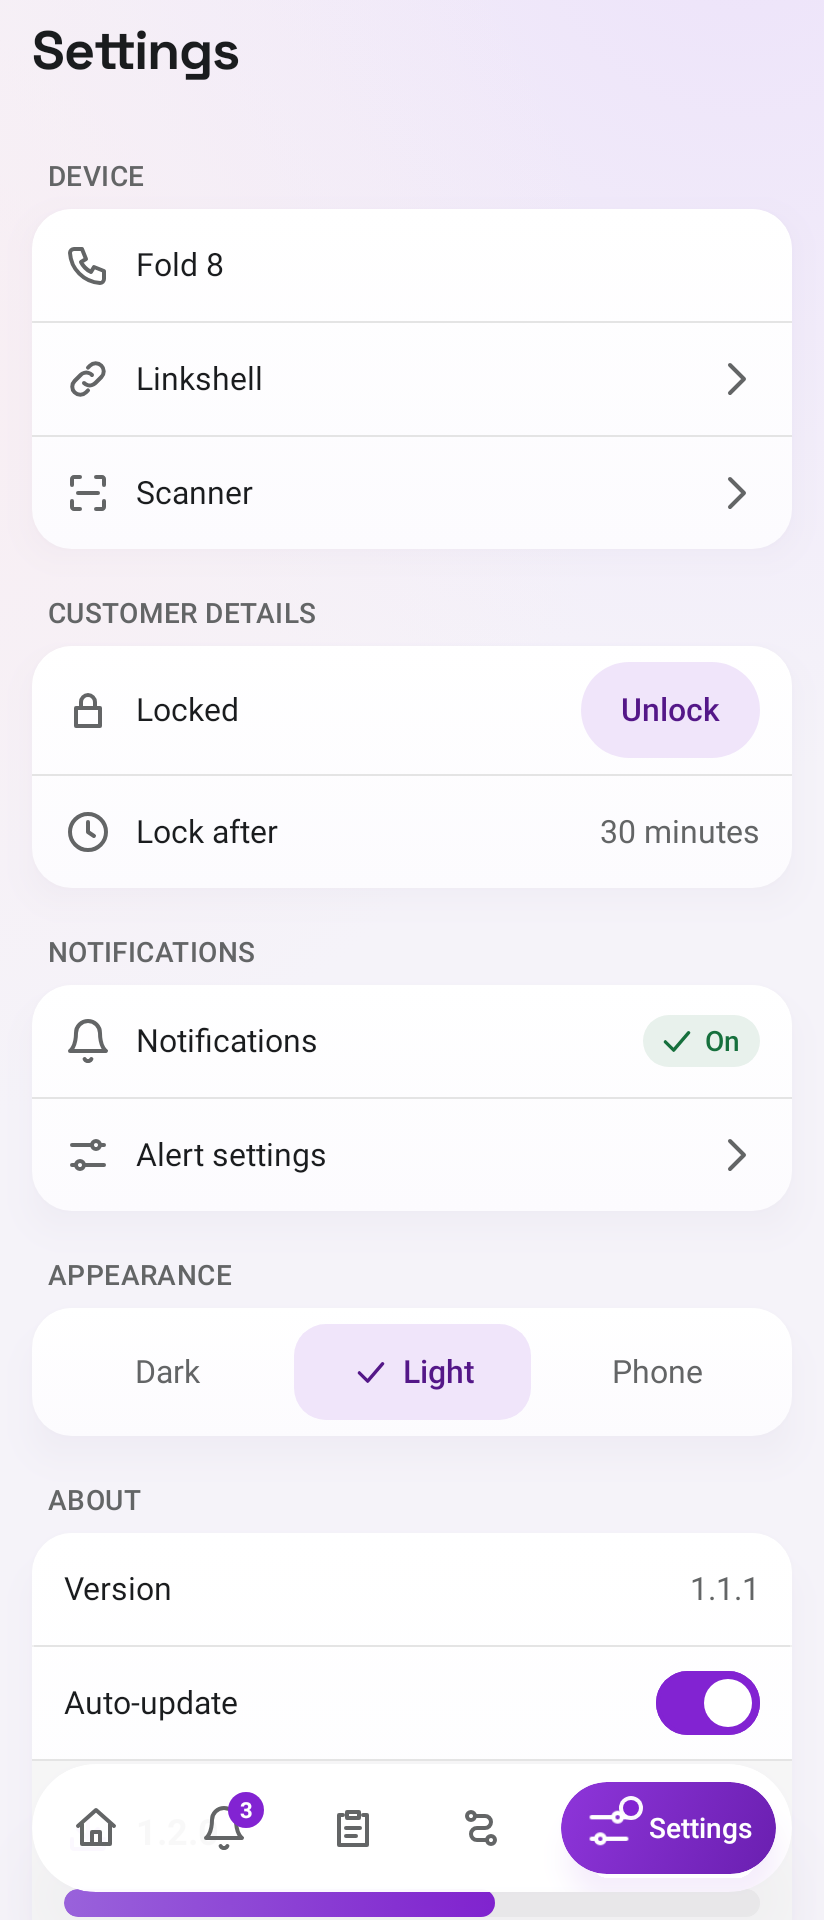 Settings
DEVICE
Fold 8
Linkshell
Scanner
CUSTOMER DETAILS
Locked
Unlock
Lock after
30 minutes
NOTIFICATIONS
Notifications
On
Alert settings
APPEARANCE
Dark
Light
Phone
ABOUT
Version
1.1.1
Auto-update
3
Settings